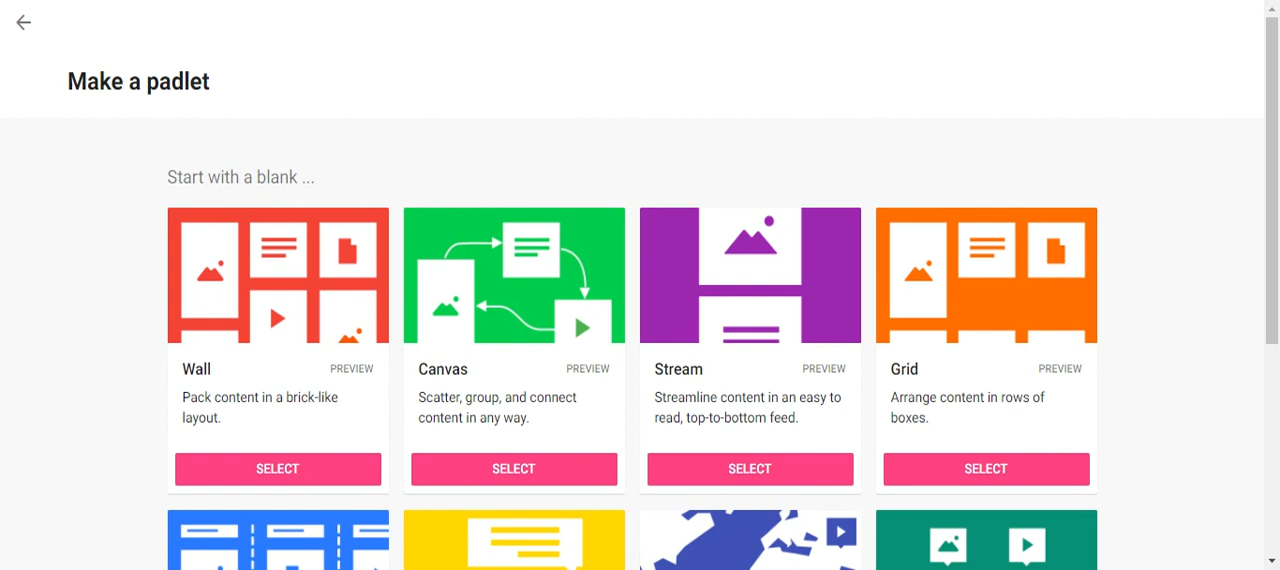 Make a padlet
Start with a blank ...
Wall PREVIEW
Pack content in a brick-like
layout.
SELECT
Canvas PREVIEW
Scatter, group, and connect
content in any way.
SELECT
Stream PREVIEW
Streamline content in an easy to
read, top-to-bottom feed.
SELECT
Grid PREVIEW
Arrange content in rows of
boxes.
SELECT